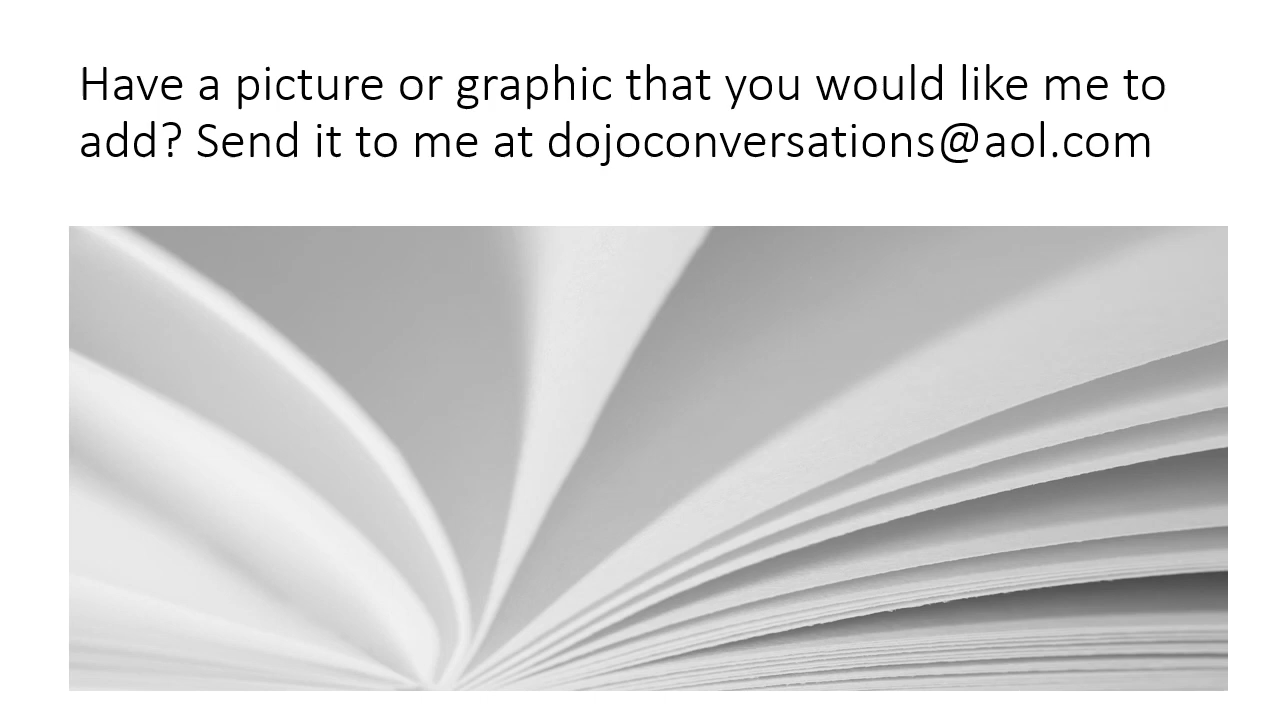 Have a picture or graphic that you would like me to
add? Send it to me at dojoconversations@aol.com